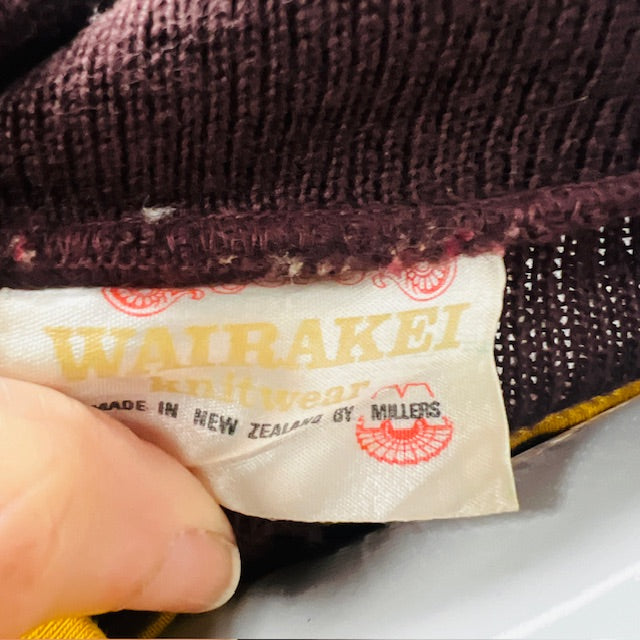 WAIRAKEI
knitwear
MADE IN NEW ZEALAND BY MILLERS